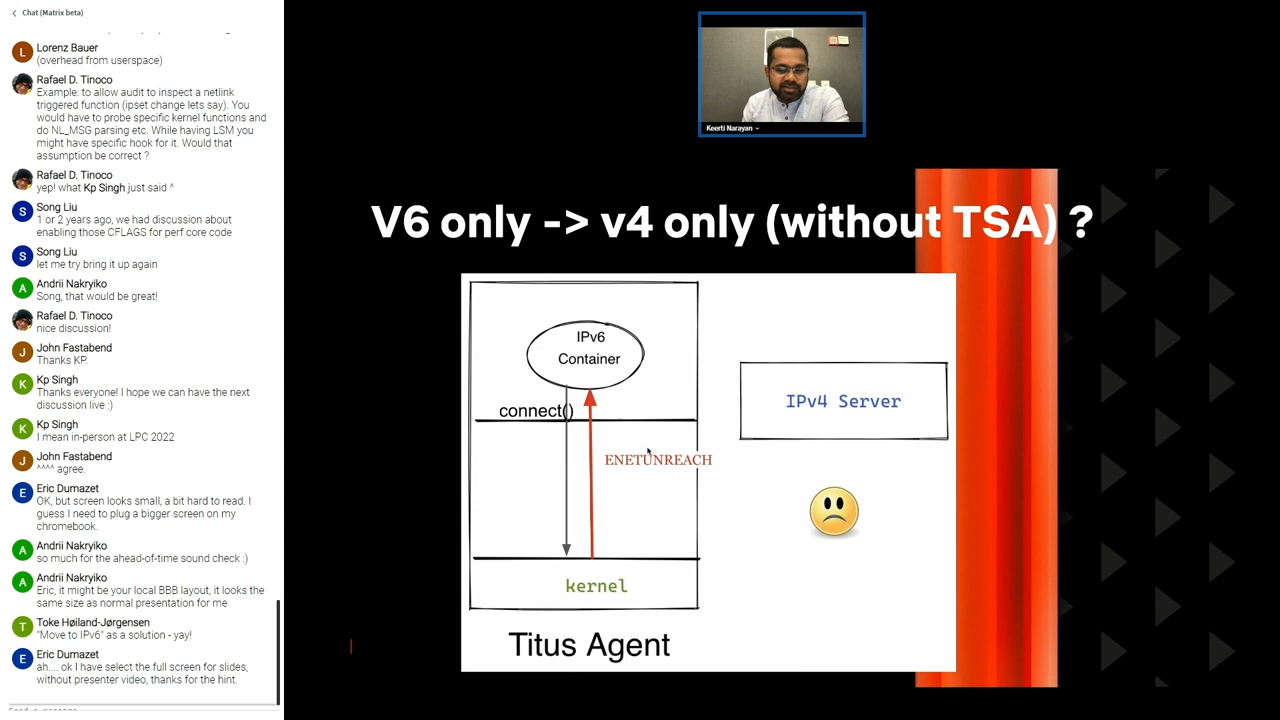 Chat (Matrix beta)
L
Lorenz Bauer
(overhead from userspace)
Rafael D. Tinoco
Example: to allow audit to inspect a netlink
triggered function (ipset change lets say). You
would have to probe specific kernel functions and
do NL_MSG parsing etc. While having LSM you
might have specific hook for it. Would that
assumption be correct ?
Rafael D. Tinoco
yep! what Kp Singh just said ^
S
Song Liu
1 or 2 years ago, we had discussion about
enabling those CFLAGS for perf core code
S
Song Liu
let me try bring it up again
A
Andrii Nakryiko
Song, that would be great!
Rafael D. Tinoco
nice discussion!
J
John Fastabend
Thanks KP.
K
Kp Singh
Thanks everyone! I hope we can have the next
discussion live :)
K
Kp Singh
I mean in-person at LPC 2022
J
John Fastabend
^^^^ agree.
E
Eric Dumazet
OK, but screen looks small, a bit hard to read. I
guess I need to plug a bigger screen on my
chromebook.
A
Andrii Nakryiko
so much for the ahead-of-time sound check :)
A
Andrii Nakryiko
Eric, it might be your local BBB layout, it looks the
same size as normal presentation for me
T
Toke Høiland-Jørgensen
"Move to IPv6" as a solution - yay!
E
Eric Dumazet
ah.... ok I have select the full screen for slides,
without presenter video, thanks for the hint.
Keerti Narayan
V6 only -> v4 only (without TSA) ?
IPv6
Container
connect()
ENETUNREACH
IPv4 Server
kernel
Titus Agent